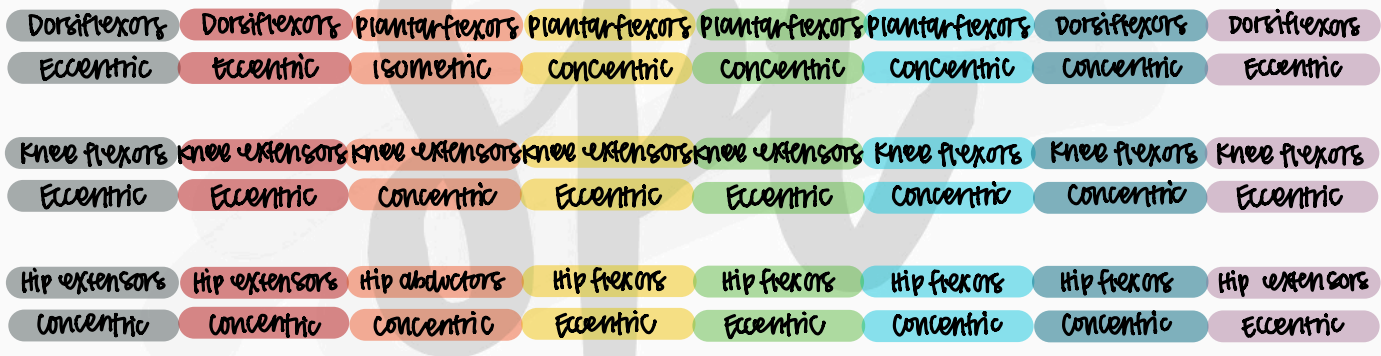 Dorsiflexors Dorsiflexors Plantarflexors Plantarflexors Plantarflexors Plantarflexors Dorsiflexors Dorsiflexors
Eccentric Eccentric Isometric Concentric Concentric Concentric Concentric Eccentric
Knee flexors Knee extensors Knee extensors Knee extensors Knee extensors Knee flexors Knee flexors Knee flexors
Eccentric Eccentric Concentric Eccentric Eccentric Concentric Concentric Eccentric
Hip extensors Hip extensors Hip abductors Hip flexors Hip flexors Hip flexors Hip flexors Hip extensors
Concentric Concentric Concentric Eccentric Eccentric Concentric Concentric Eccentric